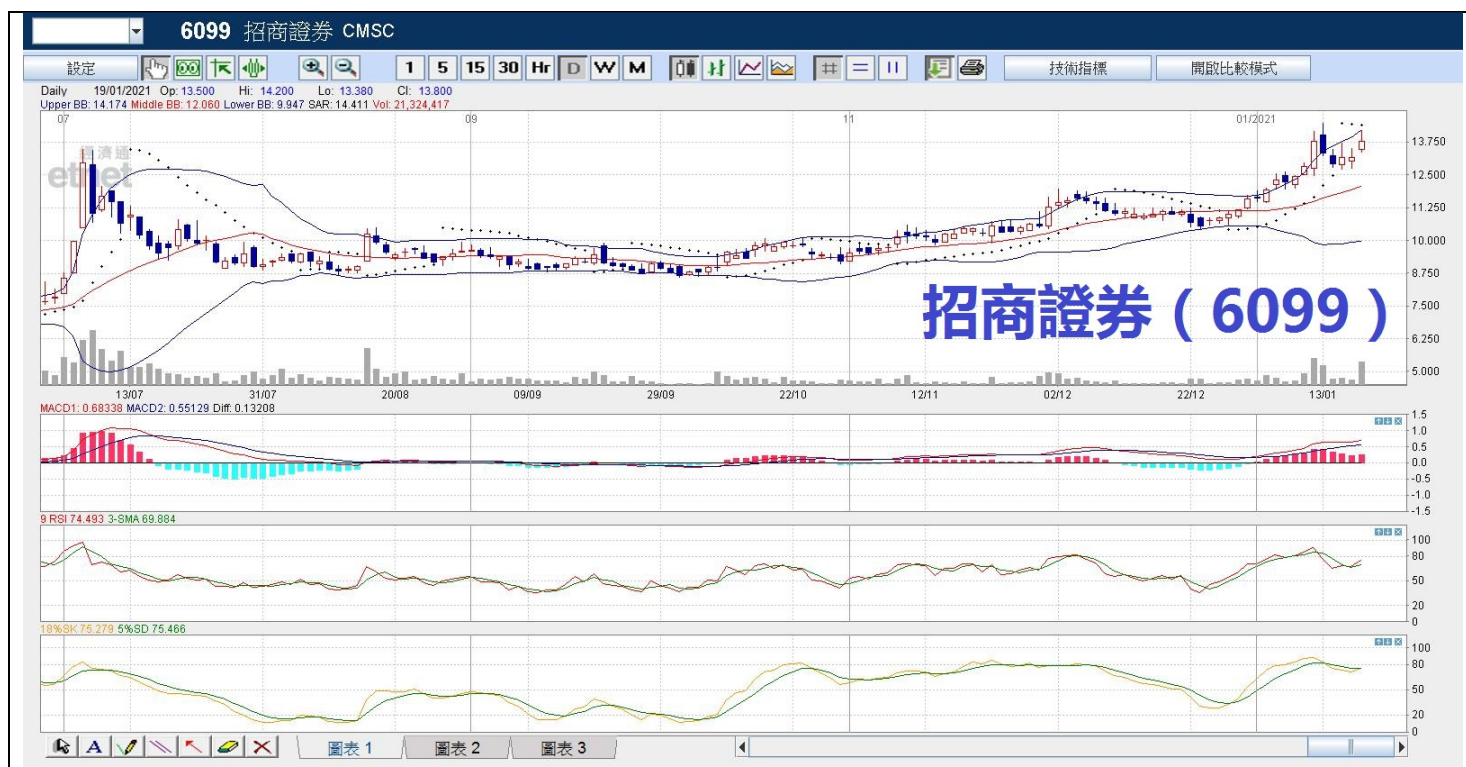 6099 招商證券 CMSC
設定 1 5 15 30 Hr D W M 技術指標 開啟比較模式
Daily 19/01/2021 Op: 13.500 Hi: 14.200 Lo: 13.380 Cl: 13.800
Upper BB: 14.174 Middle BB: 12.060 Lower BB: 9.947 SAR: 14.411 Vol: 21,324,417
07 09 11 01/2021
經濟通
etnet
13.750
12.500
11.250
10.000
8.750
7.500
6.250
5.000
招商證券（6099）
13/07 31/07 20/08 09/09 29/09 22/10 12/11 02/12 22/12 13/01
MACD1: 0.68338 MACD2: 0.55129 Diff: 0.13208
1.5
1.0
0.5
0.0
-0.5
-1.0
-1.5
9 RSI 74.493 3-SMA 69.884
100
80
50
20
0
18%SK 75.279 5%SD 75.466
100
80
50
20
0
A 圖表 1 圖表 2 圖表 3